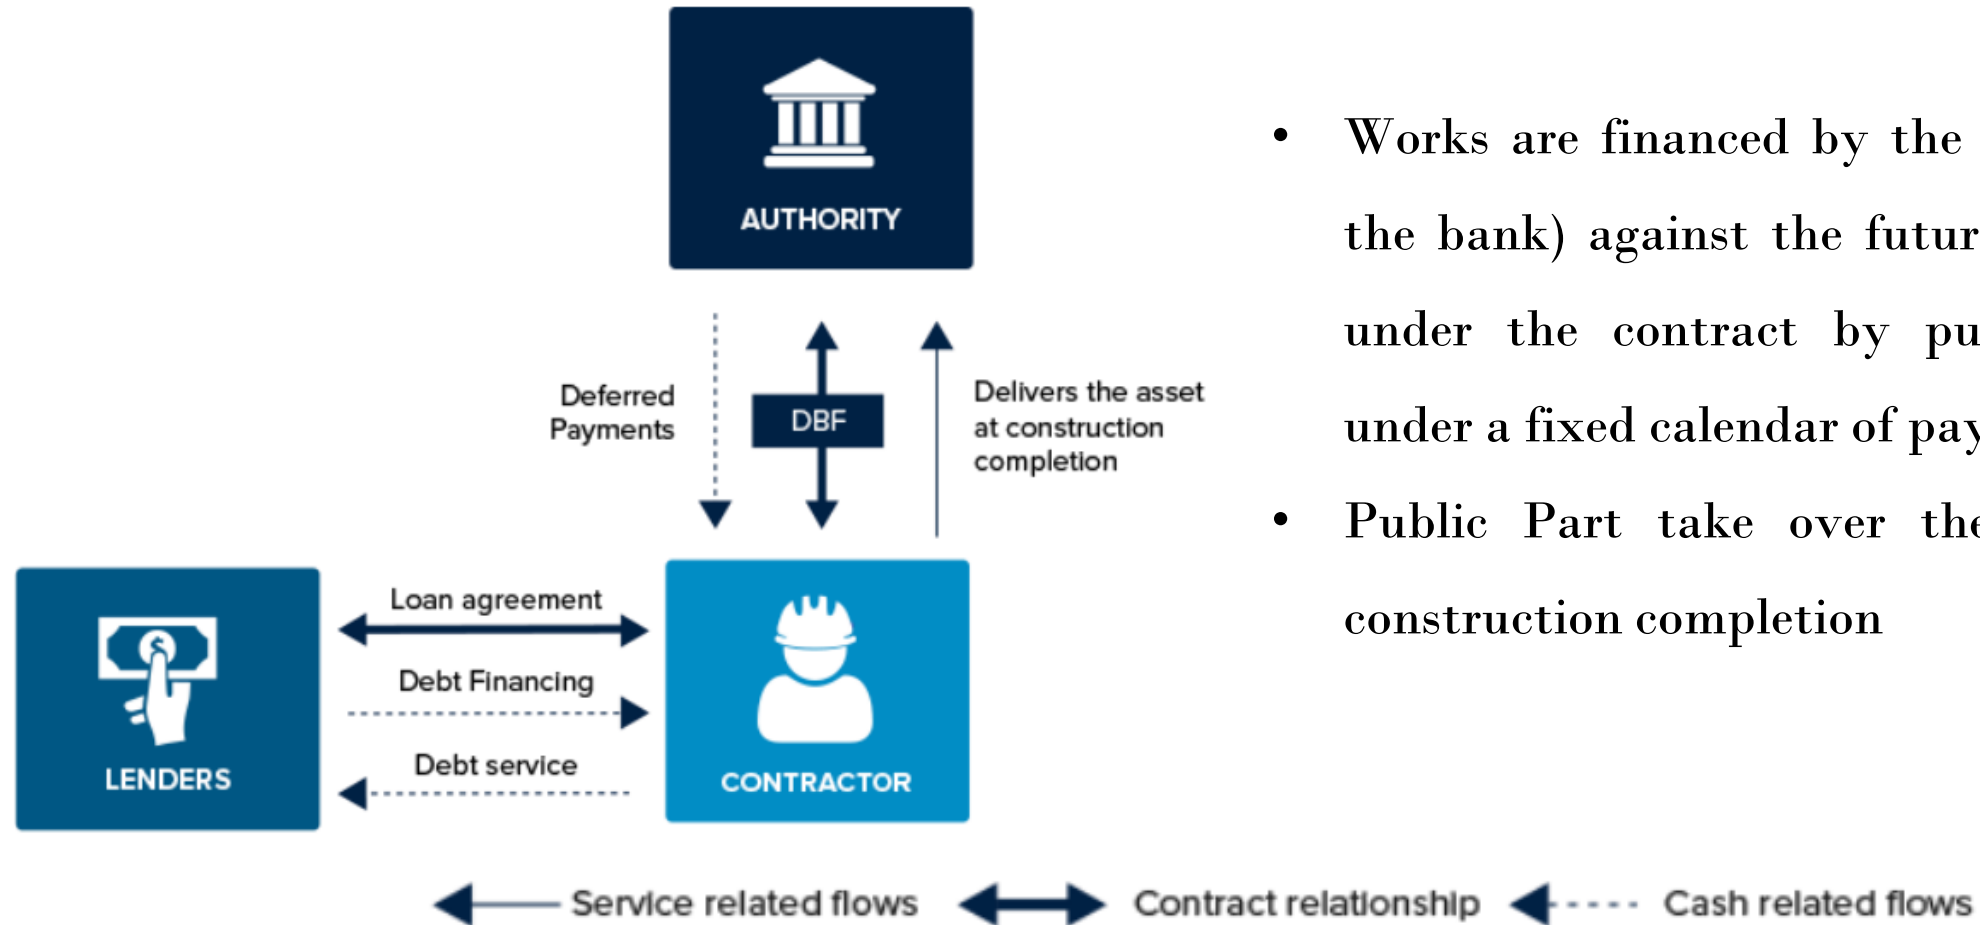 AUTHORITY
Deferred
Payments
DBF
Delivers the asset
at construction
completion
Loan agreement
Debt Financing
Debt service
LENDERS
CONTRACTOR
• Works are financed by the
the bank) against the futur
under the contract by pu
under a fixed calendar of pay
• Public Part take over the
construction completion
Service related flows
Contract relationship
Cash related flows